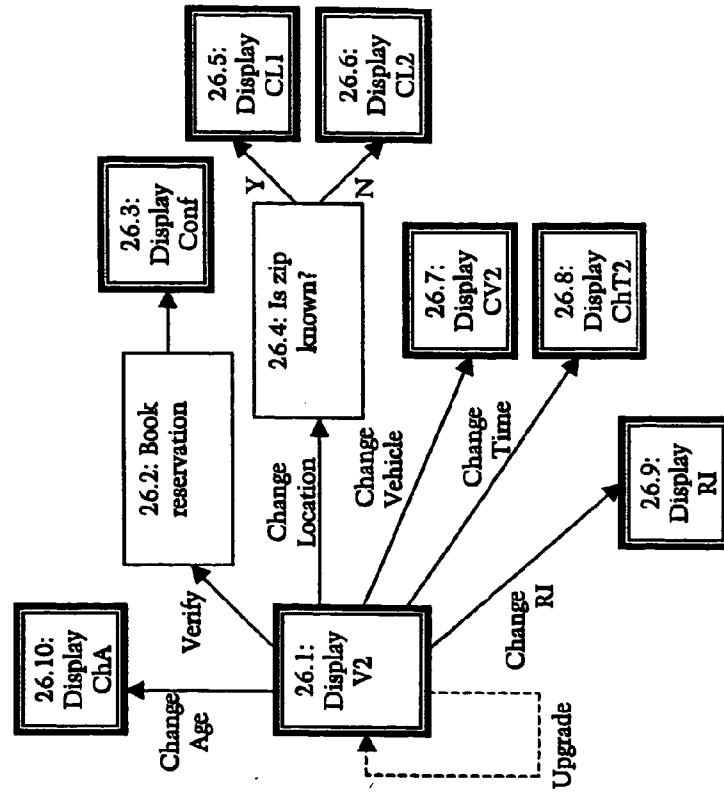 26.10:
Display
ChA
Change
Age
Verify
26.2: Book
reservation
26.3:
Display
Conf
26.1:
Display
V2
Change
Location
26.4: Is zip
known?
Y
N
26.5:
Display
CL1
26.6:
Display
CL2
Change
Vehicle
26.7:
Display
CV2
Change
Time
26.8:
Display
ChT2
Change
RI
26.9:
Display
RI
Upgrade